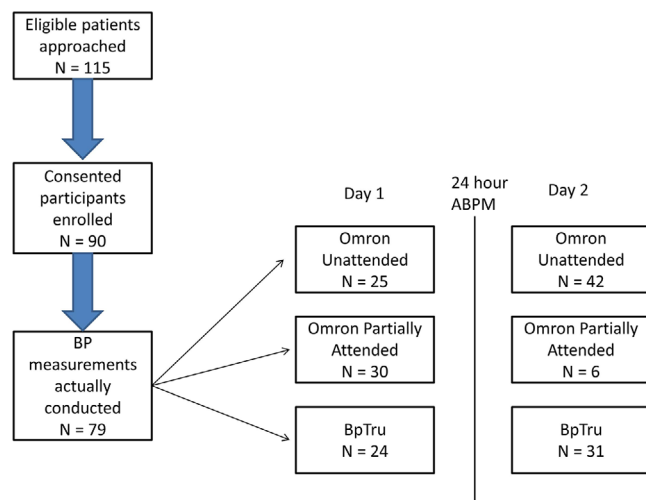 Eligible patients
approached
N = 115
Consented
participants
enrolled
N = 90
BP
measurements
actually
conducted
N = 79
Day 1
Omron
Unattended
N = 25
Omron Partially
Attended
N = 30
BpTru
N = 24
24 hour
ABPM
Day 2
Omron
Unattended
N = 42
Omron Partially
Attended
N = 6
BpTru
N = 31